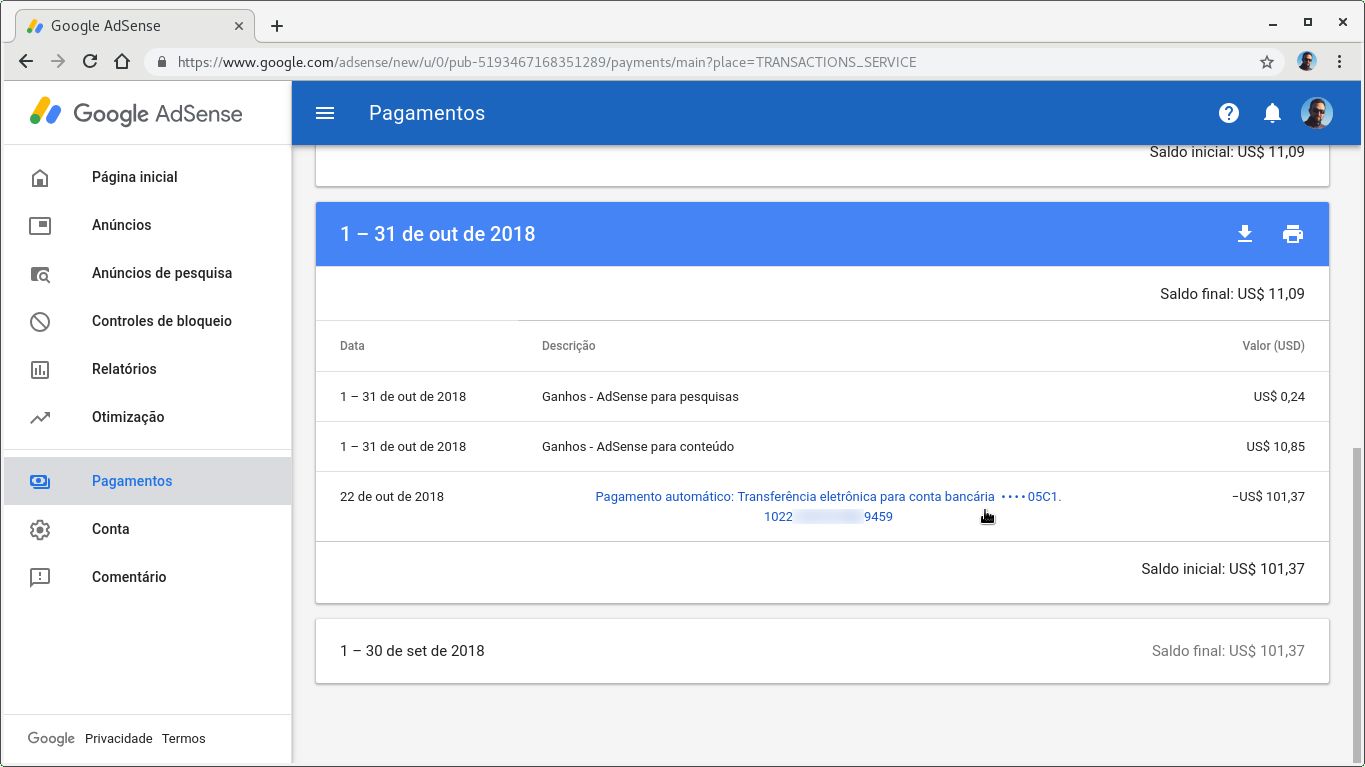 Google AdSense
https://www.google.com/adsense/new/u/0/pub-5193467168351289/payments/main?place=TRANSACTIONS_SERVICE
Google AdSense
Pagamentos
Página inicial
Anúncios
Anúncios de pesquisa
Controles de bloqueio
Relatórios
Otimização
Pagamentos
Conta
Comentário
Google Privacidade Termos
Saldo inicial: US$ 11,09
1 – 31 de out de 2018
Saldo final: US$ 11,09
Data Descrição Valor (USD)
1 – 31 de out de 2018 Ganhos - AdSense para pesquisas US$ 0,24
1 – 31 de out de 2018 Ganhos - AdSense para conteúdo US$ 10,85
22 de out de 2018 Pagamento automático: Transferência eletrônica para conta bancária •••• 05C1. −US$ 101,37
1022 9459
Saldo inicial: US$ 101,37
1 – 30 de set de 2018 Saldo final: US$ 101,37